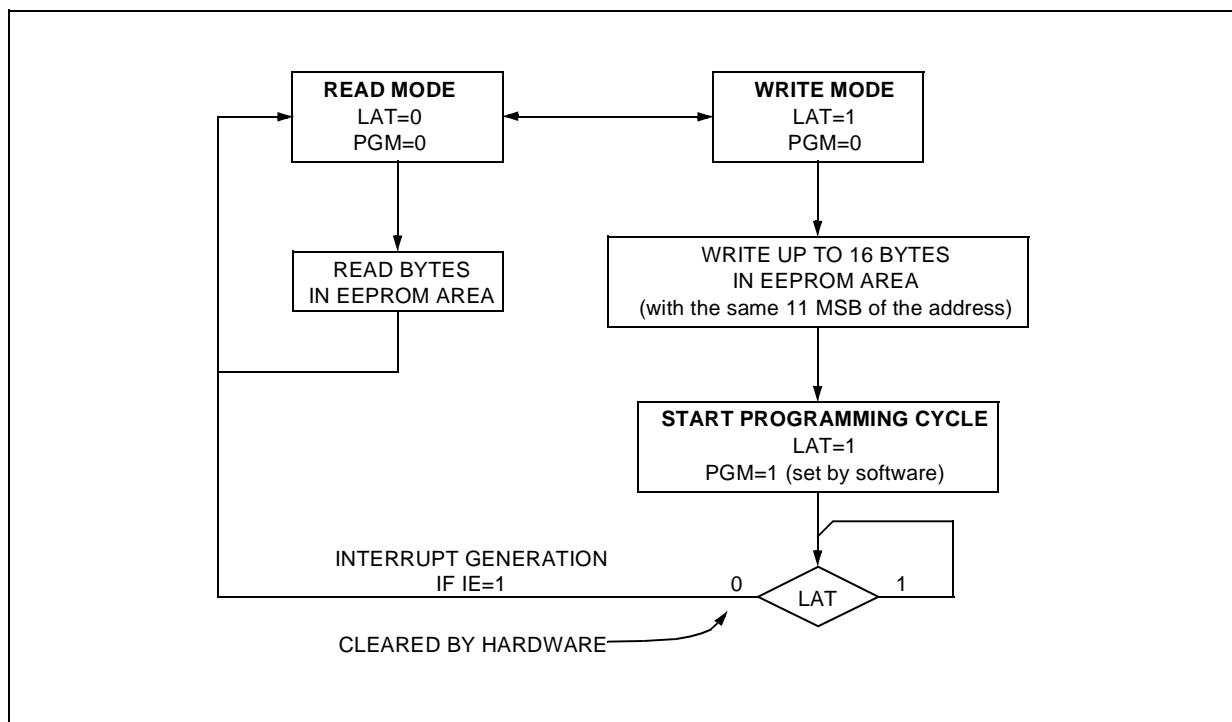 READ MODE
LAT=0
PGM=0
WRITE MODE
LAT=1
PGM=0
READ BYTES
IN EEPROM AREA
WRITE UP TO 16 BYTES
IN EEPROM AREA
(with the same 11 MSB of the address)
START PROGRAMMING CYCLE
LAT=1
PGM=1 (set by software)
INTERRUPT GENERATION
IF IE=1
0
LAT
1
CLEARED BY HARDWARE